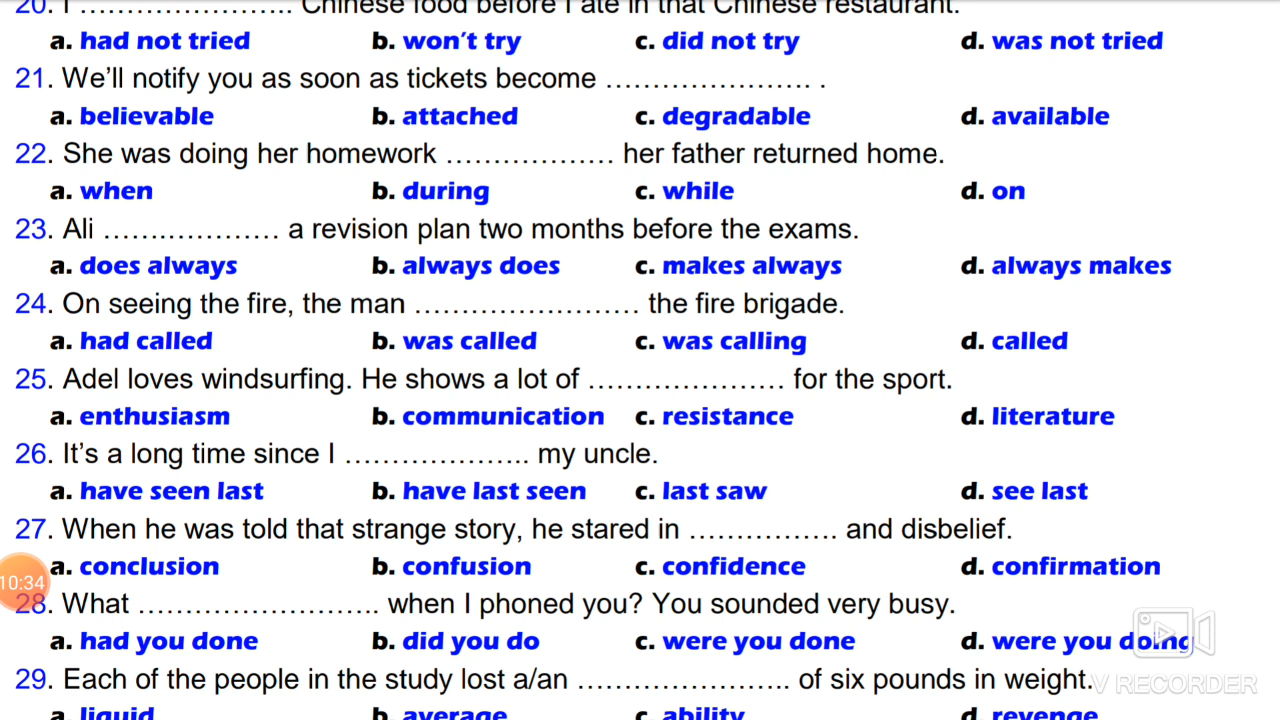 20. I ………………….. Chinese food before I ate in that Chinese restaurant.
a. had not tried b. won't try c. did not try d. was not tried
21. We'll notify you as soon as tickets become …………………. .
a. believable b. attached c. degradable d. available
22. She was doing her homework ……………… her father returned home.
a. when b. during c. while d. on
23. Ali ……..………… a revision plan two months before the exams.
a. does always b. always does c. makes always d. always makes
24. On seeing the fire, the man …………………… the fire brigade.
a. had called b. was called c. was calling d. called
25. Adel loves windsurfing. He shows a lot of ………………… for the sport.
a. enthusiasm b. communication c. resistance d. literature
26. It's a long time since I ……………….. my uncle.
a. have seen last b. have last seen c. last saw d. see last
27. When he was told that strange story, he stared in ……………. and disbelief.
a. conclusion b. confusion c. confidence d. confirmation
10:34
28. What …………………….. when I phoned you? You sounded very busy.
a. had you done b. did you do c. were you done d. were you doing
29. Each of the people in the study lost a/an ………………….. of six pounds in weight.
V RECORDER
a. liquid b. average c. ability d. revenge